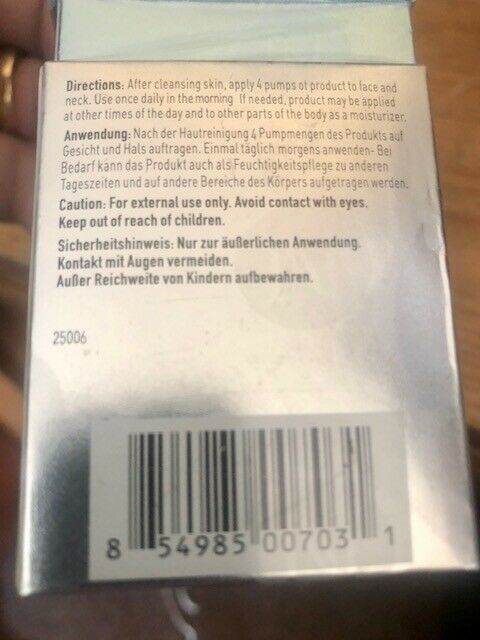 Directions: After cleansing skin, apply 4 pumps of product to face and
neck. Use once daily in the morning  If needed, product may be applied
at other times of the day and to other parts of the body as a moisturizer.
Anwendung: Nach der Hautreinigung 4 Pumpmengen des Produkts auf
Gesicht und Hals auftragen. Einmal täglich morgens anwenden- Bei
Bedarf kann das Produkt auch als Feuchtigkeitspflege zu anderen
Tageszeiten und auf andere Bereiche des Körpers aufgetragen werden.
Caution: For external use only. Avoid contact with eyes.
Keep out of reach of children.
Sicherheitshinweis: Nur zur äußerlichen Anwendung.
Kontakt mit Augen vermeiden.
Außer Reichweite von Kindern aufbewahren.
25006
8 54985 00703 1